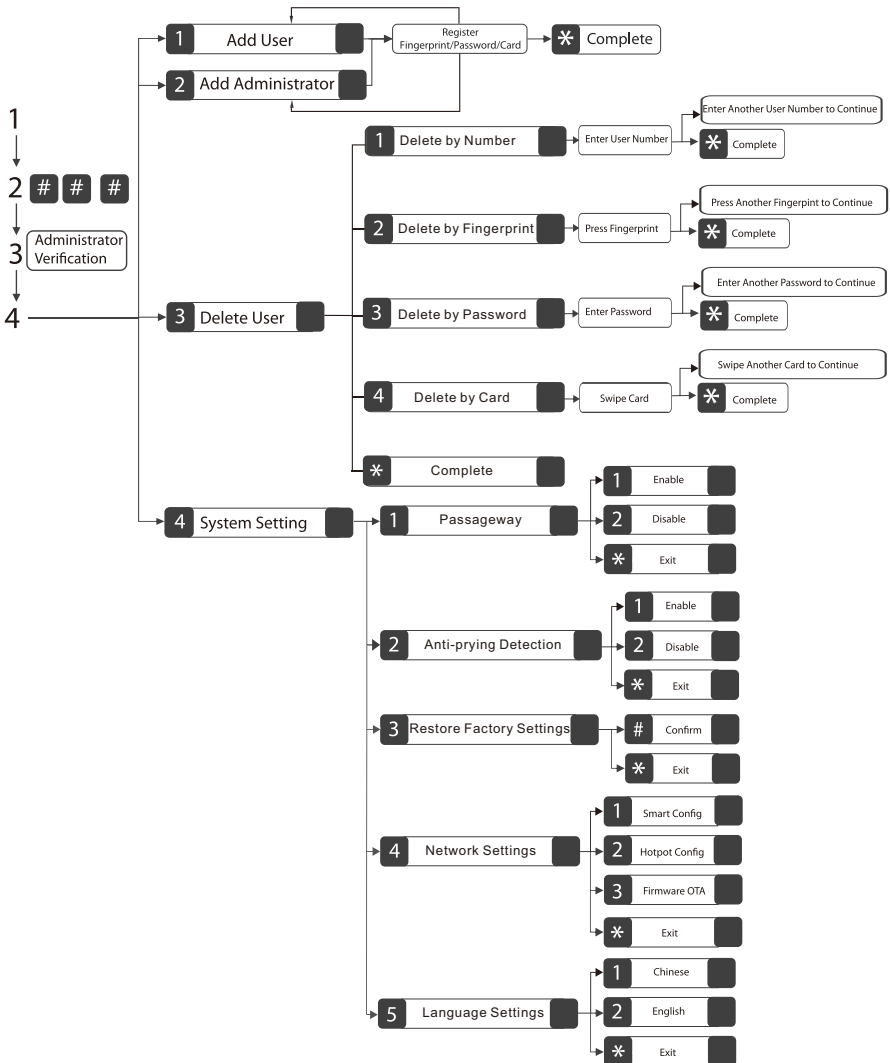 1 Add User
Register
Fingerprint/Password/Card
* Complete
2 Add Administrator
1
2 # # #
3 Administrator
Verification
4
3 Delete User
1 Delete by Number
Enter User Number
Enter Another User Number to Continue
* Complete
2 Delete by Fingerprint
Press Fingerprint
Press Another Fingerpint to Continue
* Complete
3 Delete by Password
Enter Password
Enter Another Password to Continue
* Complete
4 Delete by Card
Swipe Card
Swipe Another Card to Continue
* Complete
* Complete
4 System Setting
1 Passageway
1 Enable
2 Disable
* Exit
2 Anti-prying Detection
1 Enable
2 Disable
* Exit
3 Restore Factory Settings
# Confirm
* Exit
4 Network Settings
1 Smart Config
2 Hotpot Config
3 Firmware OTA
* Exit
5 Language Settings
1 Chinese
2 English
* Exit